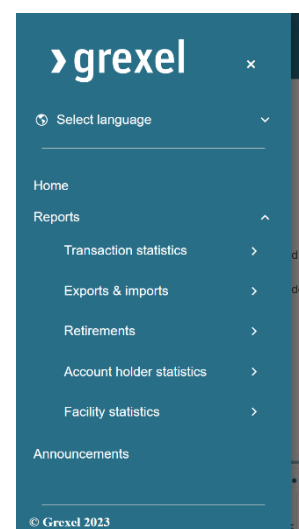 grexel
Select language
Home
Reports
Transaction statistics
Exports & imports
Retirements
Account holder statistics
Facility statistics
Announcements
© Grexel 2023